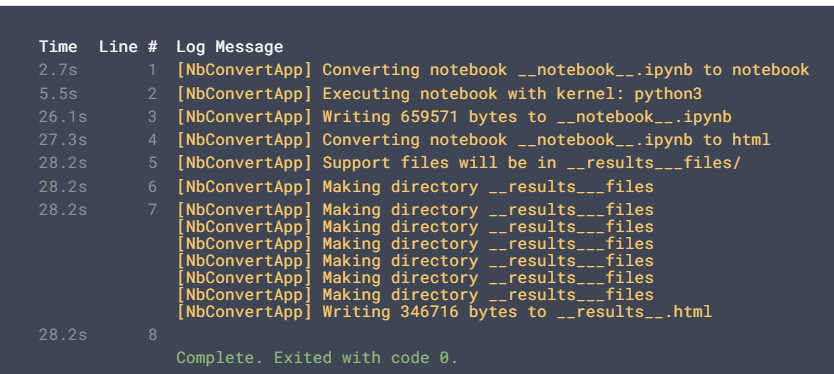 Time Line # Log Message
2.7s 1 [NbConvertApp] Converting notebook __notebook__.ipynb to notebook
5.5s 2 [NbConvertApp] Executing notebook with kernel: python3
26.1s 3 [NbConvertApp] Writing 659571 bytes to __notebook__.ipynb
27.3s 4 [NbConvertApp] Converting notebook __notebook__.ipynb to html
28.2s 5 [NbConvertApp] Support files will be in __results___files/
28.2s 6 [NbConvertApp] Making directory __results___files
28.2s 7 [NbConvertApp] Making directory __results___files
[NbConvertApp] Making directory __results___files
[NbConvertApp] Making directory __results___files
[NbConvertApp] Making directory __results___files
[NbConvertApp] Making directory __results___files
[NbConvertApp] Making directory __results___files
[NbConvertApp] Writing 346716 bytes to __results__.html
28.2s 8
Complete. Exited with code 0.